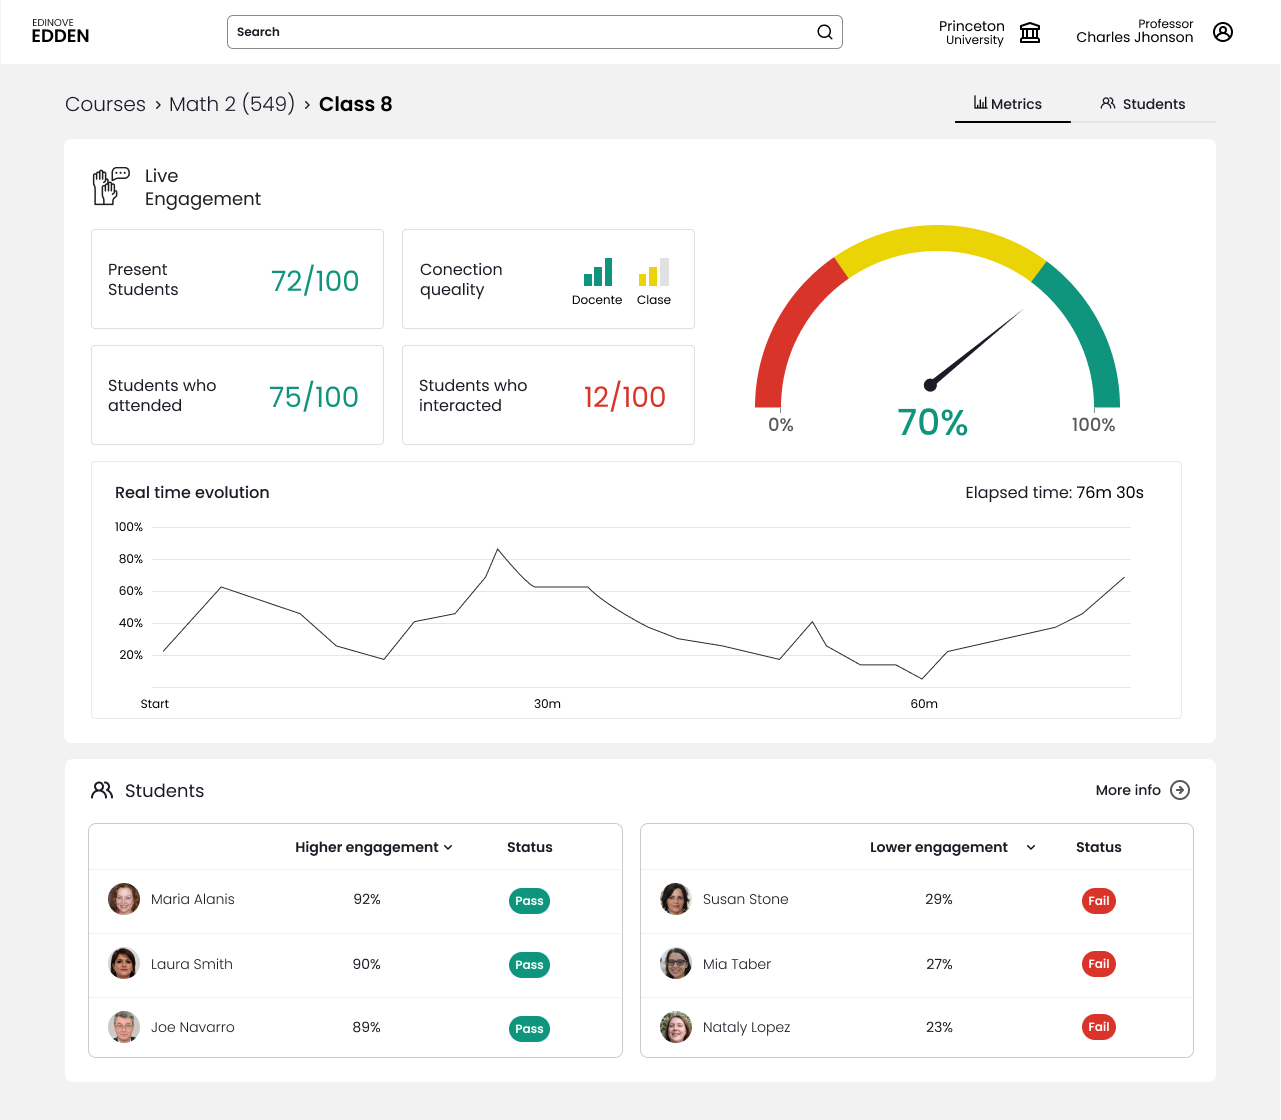 EDINOVE
EDDEN
Search
Princeton
University
Professor
Charles Jhonson
Courses › Math 2 (549) › Class 8
Metrics
Students
Live
Engagement
Present
Students
72/100
Conection
queality
Docente
Clase
Students who
attended
75/100
Students who
interacted
12/100
0%
70%
100%
Real time evolution
Elapsed time: 76m 30s
100%
80%
60%
40%
20%
Start
30m
60m
Students
More info
Higher engagement
Status
Maria Alanis
92%
Pass
Laura Smith
90%
Pass
Joe Navarro
89%
Pass
Lower engagement
Status
Susan Stone
29%
Fail
Mia Taber
27%
Fail
Nataly Lopez
23%
Fail